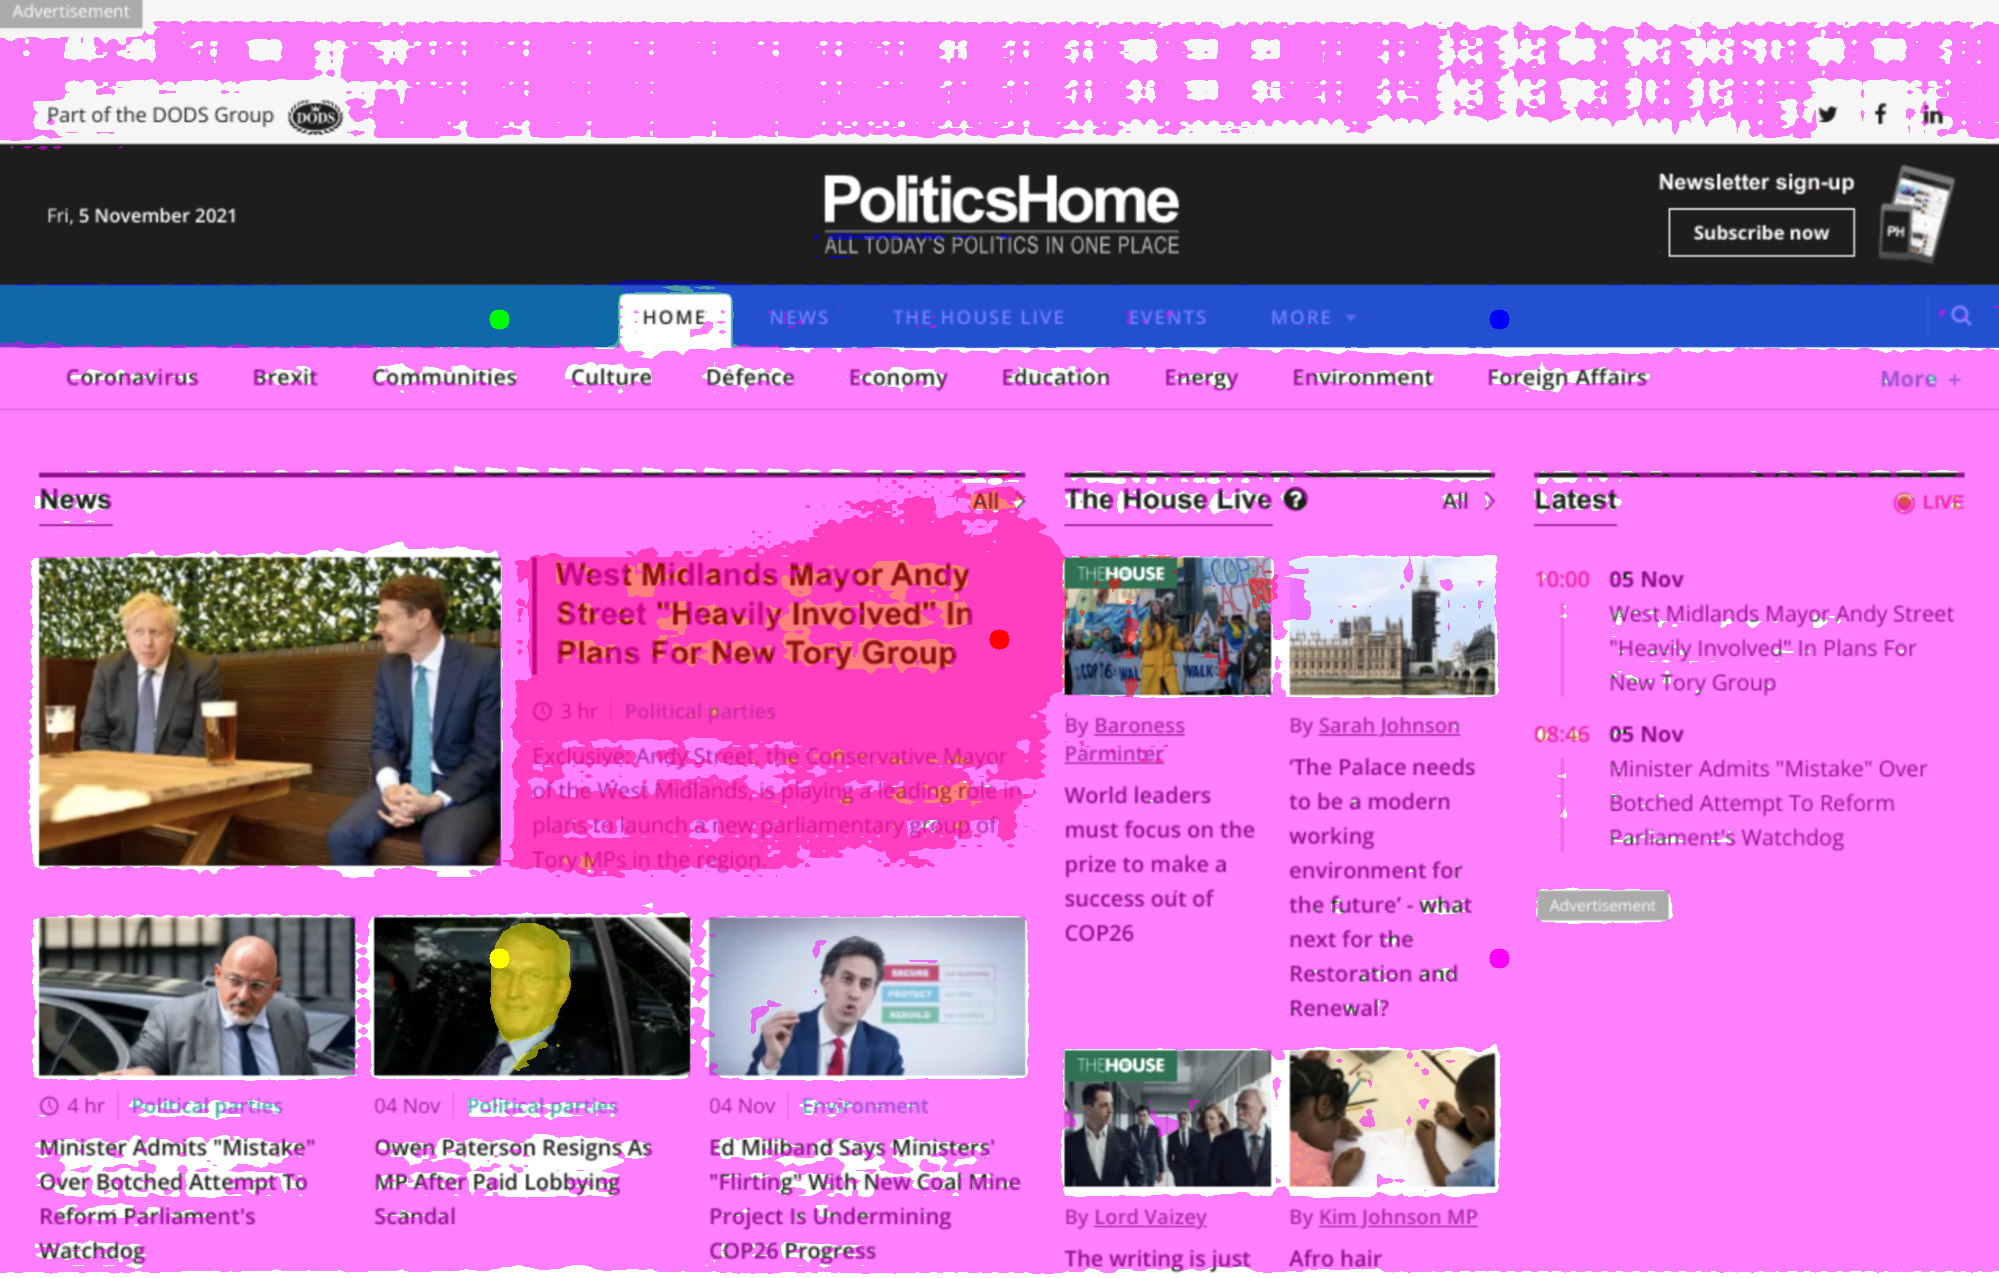 Advertisement
Part of the DODS Group DODS
in
Fri, 5 November 2021
PoliticsHome
ALL TODAY'S POLITICS IN ONE PLACE
Newsletter sign-up
Subscribe now
PH
HOME NEWS THE HOUSE LIVE EVENTS MORE
Coronavirus Brexit Communities Culture Defence Economy Education Energy Environment Foreign Affairs More +
News All
West Midlands Mayor Andy
Street "Heavily Involved" In
Plans For New Tory Group
3 hr Political parties
Exclusive: Andy Street, the Conservative Mayor
of the West Midlands, is playing a leading role in
plans to launch a new parliamentary group of
Tory MPs in the region.
4 hr Political parties
Minister Admits "Mistake"
Over Botched Attempt To
Reform Parliament's
Watchdog
04 Nov Political parties
Owen Paterson Resigns As
MP After Paid Lobbying
Scandal
SECURE
PROTECT
REBUILD
04 Nov Environment
Ed Miliband Says Ministers'
"Flirting" With New Coal Mine
Project Is Undermining
COP26 Progress
The House Live ? All
THEHOUSE
COP
COP26 WAL WALK
By Baroness
Parminter
World leaders
must focus on the
prize to make a
success out of
COP26
By Sarah Johnson
'The Palace needs
to be a modern
working
environment for
the future' - what
next for the
Restoration and
Renewal?
THEHOUSE
By Lord Vaizey
The writing is just
By Kim Johnson MP
Afro hair
Latest LIVE
10:00 05 Nov
West Midlands Mayor Andy Street
"Heavily Involved" In Plans For
New Tory Group
08:46 05 Nov
Minister Admits "Mistake" Over
Botched Attempt To Reform
Parliament's Watchdog
Advertisement